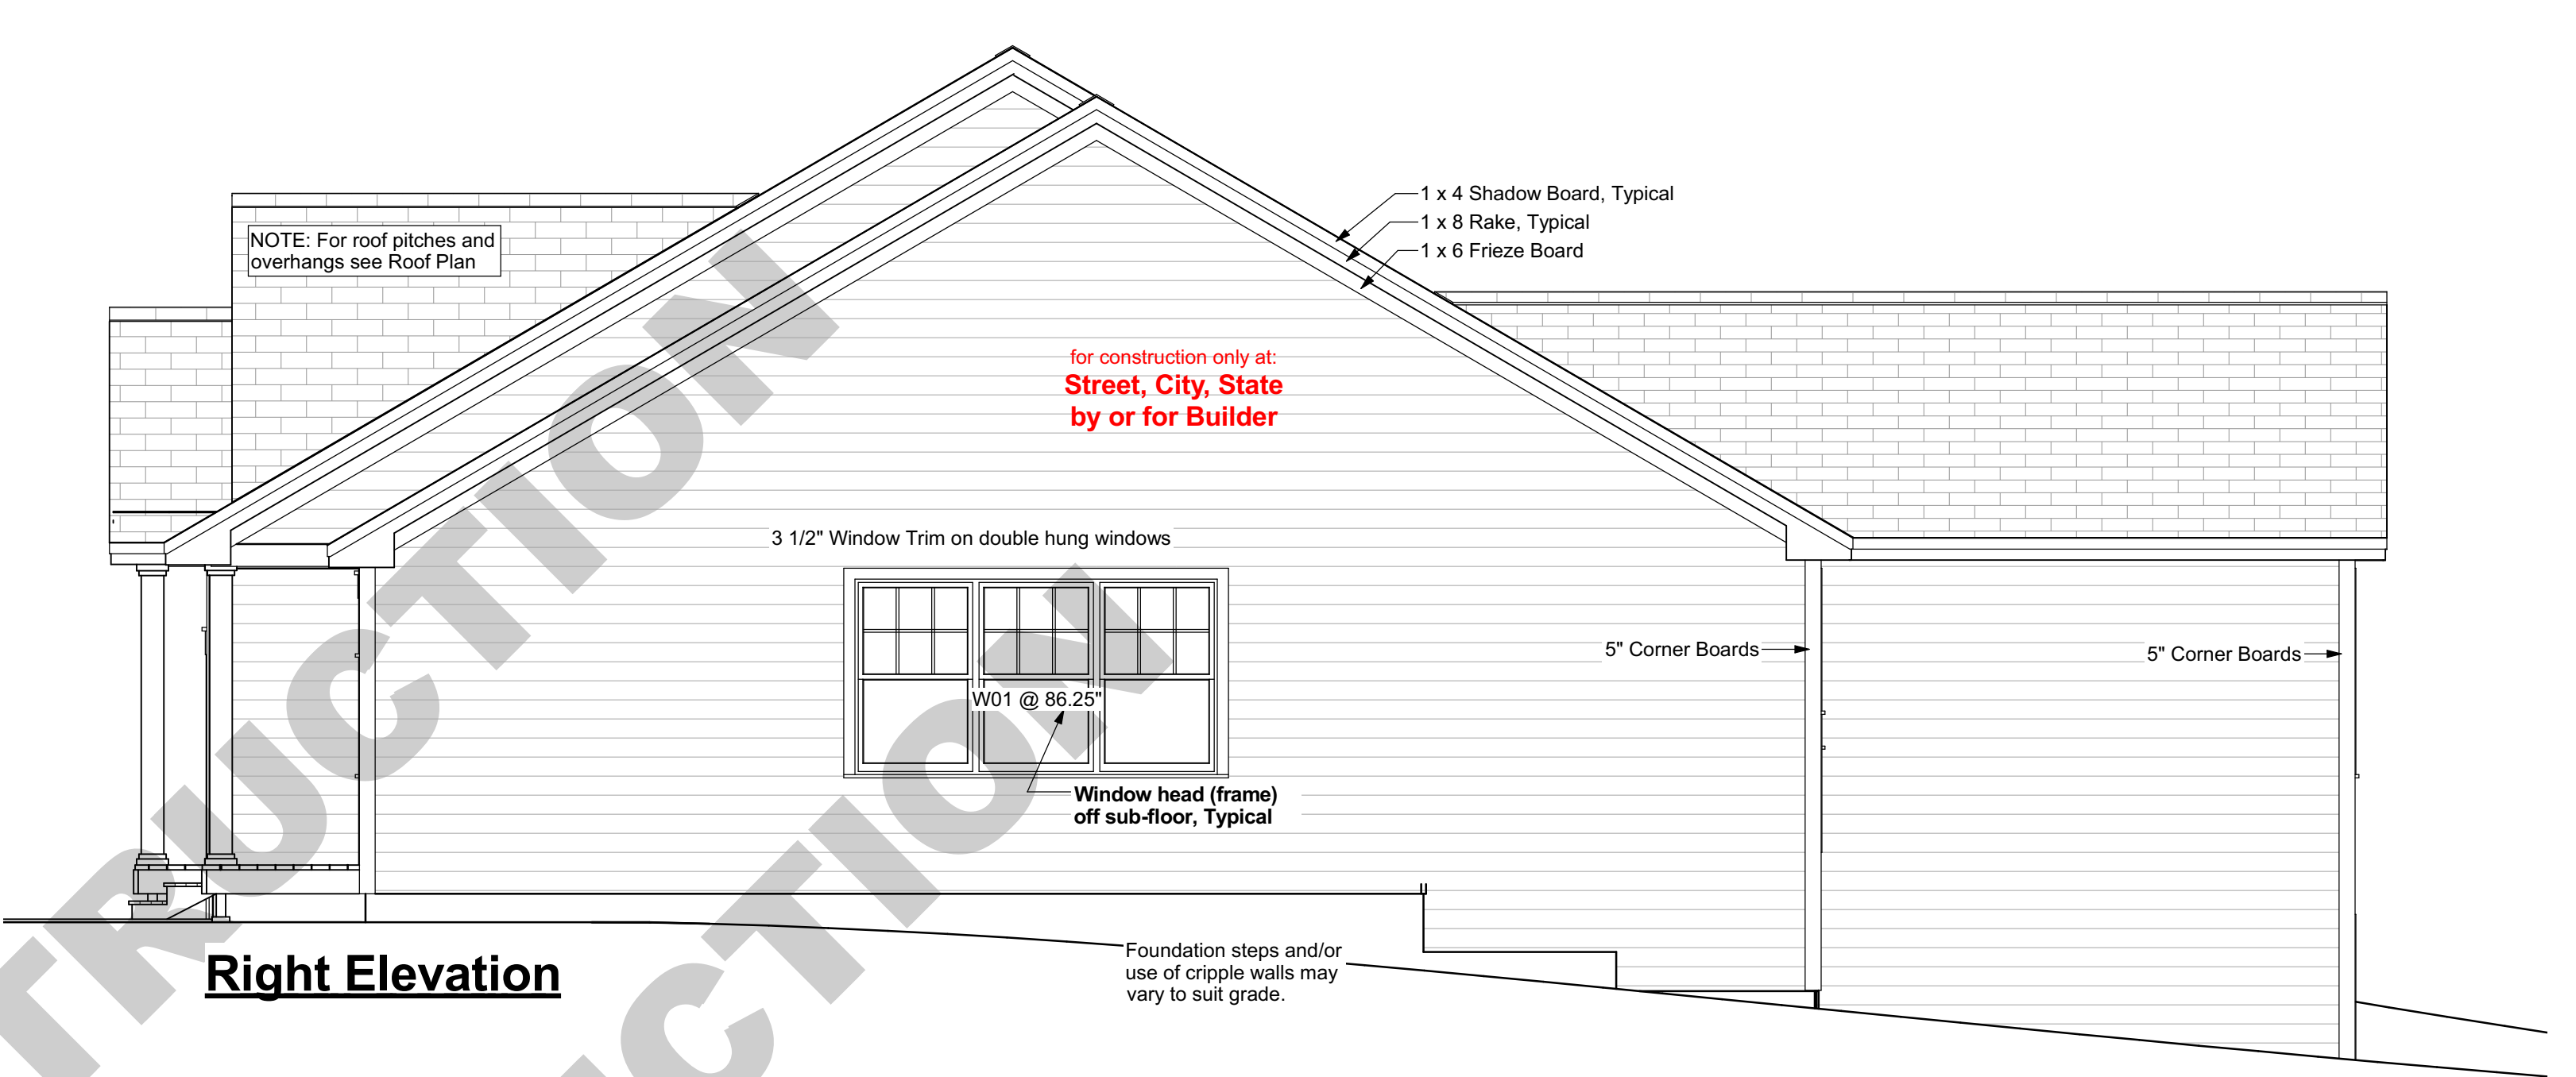 1 x 4 Shadow Board, Typical
1 x 8 Rake, Typical
1 x 6 Frieze Board
NOTE: For roof pitches and
overhangs see Roof Plan
for construction only at:
Street, City, State
by or for Builder
3 1/2" Window Trim on double hung windows
5" Corner Boards
5" Corner Boards
W01 @ 86.25"
Window head (frame)
off sub-floor, Typical
Foundation steps and/or
use of cripple walls may
vary to suit grade.
Right Elevation
TRUCTION
UCTION